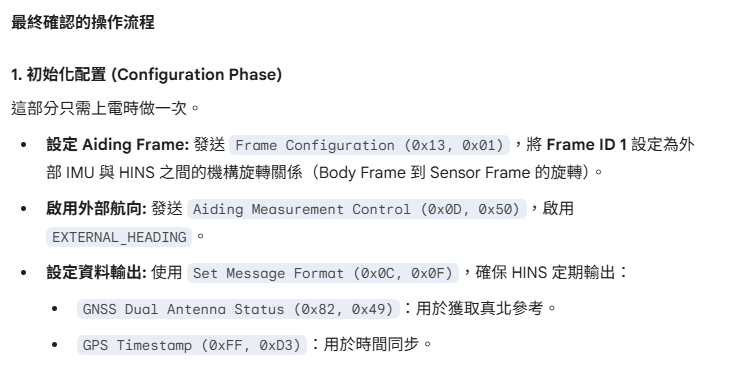 最終確認的操作流程
1. 初始化配置 (Configuration Phase)
這部分只需上電時做一次。
• 設定 Aiding Frame: 發送 Frame Configuration (0x13, 0x01)，將 Frame ID 1 設定為外
部 IMU 與 HINS 之間的機構旋轉關係（Body Frame 到 Sensor Frame 的旋轉）。
• 啟用外部航向: 發送 Aiding Measurement Control (0x0D, 0x50)，啟用
EXTERNAL_HEADING。
• 設定資料輸出: 使用 Set Message Format (0x0C, 0x0F)，確保 HINS 定期輸出：
• GNSS Dual Antenna Status (0x82, 0x49)：用於獲取真北參考。
• GPS Timestamp (0xFF, 0xD3)：用於時間同步。